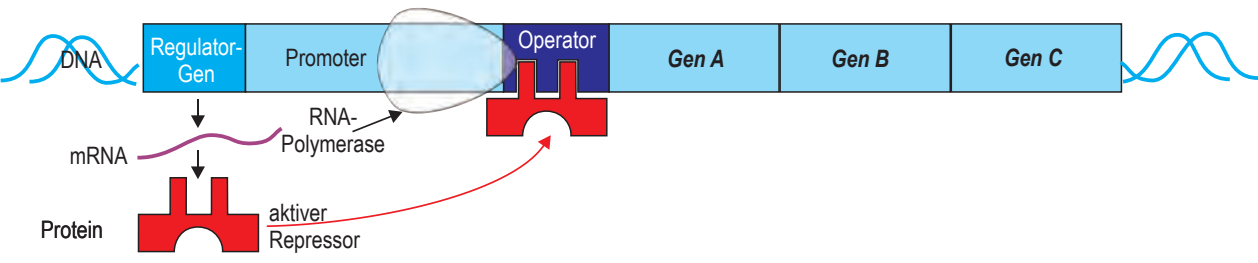 DNA
Regulator-
Gen
Promoter
Operator
Gen A
Gen B
Gen C
RNA-
Polymerase
mRNA
Protein
aktiver
Repressor